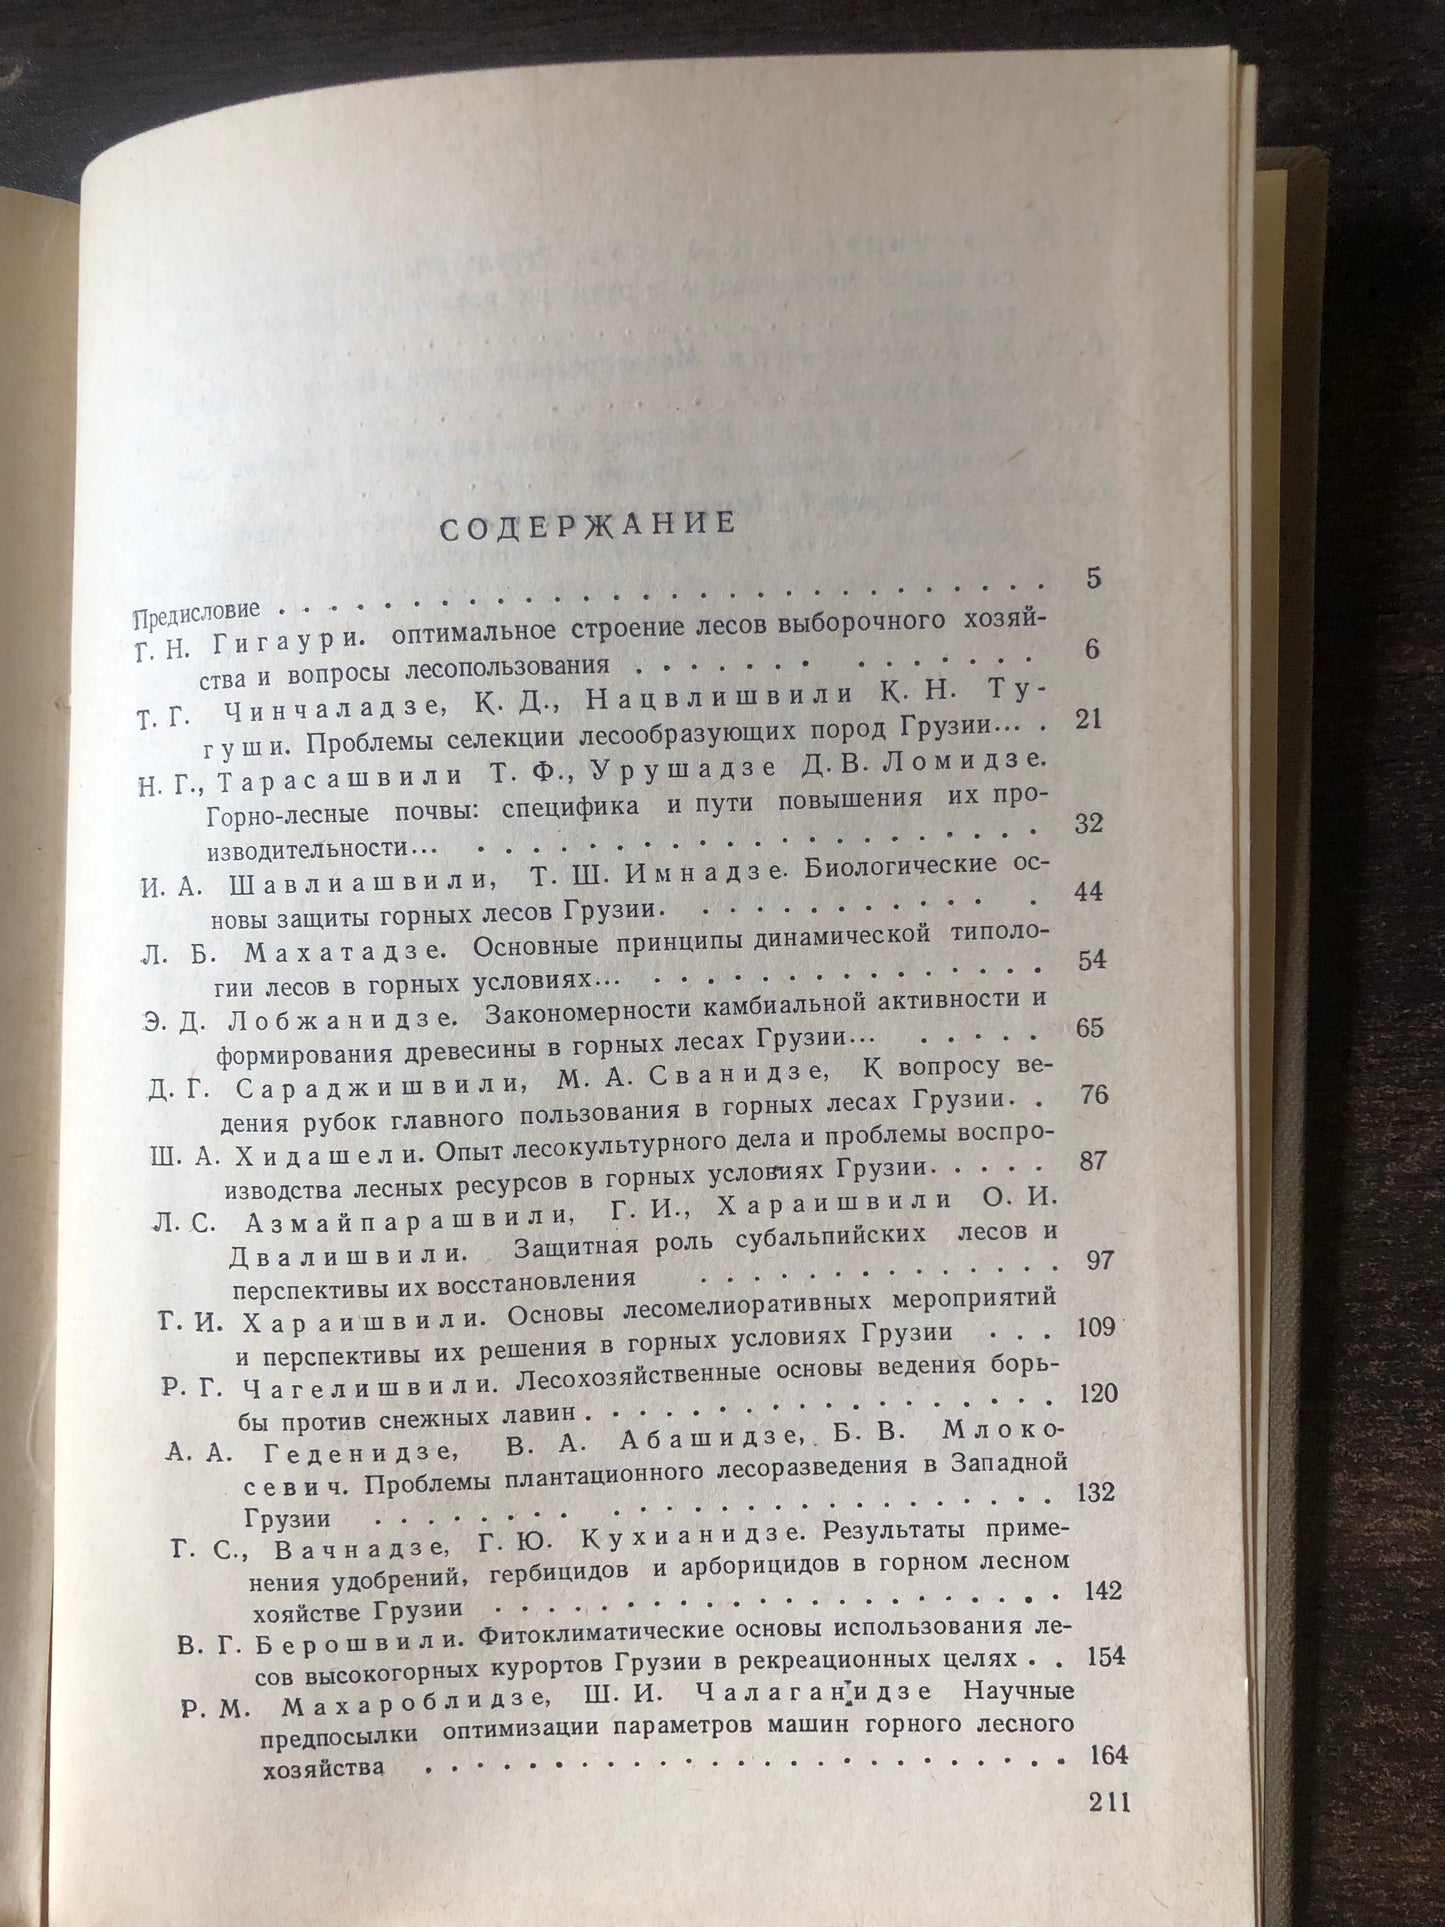 СОДЕРЖАНИЕ
Предисловие . . . . . . . . . . . . . . . . . . . . . . . . . . . . 5
Г. Н. Гигаури. оптимальное строение лесов выборочного хозяй-
ства и вопросы лесопользования . . . . . . . . . . . . . . 6
Т. Г. Чинчаладзе, К. Д., Нацвлишвили К. Н. Ту-
гуши. Проблемы селекции лесообразующих пород Грузии... . 21
Н. Г., Тарасашвили Т. Ф., Урушадзе Д. В. Ломидзе.
Горно-лесные почвы: специфика и пути повышения их про-
изводительности... . . . . . . . . . . . . . . . . . . . . . . 32
И. А. Шавлиашвили, Т. Ш. Имнадзе. Биологические ос-
новы защиты горных лесов Грузии. . . . . . . . . . . . . 44
Л. Б. Махатадзе. Основные принципы динамической типоло-
гии лесов в горных условиях... . . . . . . . . . . . . . . . 54
Э. Д. Лобжанидзе. Закономерности камбиальной активности и
формирования древесины в горных лесах Грузии... . . . . . 65
Д. Г. Сараджишвили, М. А. Сванидзе, К вопросу ве-
дения рубок главного пользования в горных лесах Грузии. . 76
Ш. А. Хидашели. Опыт лесокультурного дела и проблемы воспро-
изводства лесных ресурсов в горных условиях Грузии. . . . . 87
Л. С. Азмайпарашвили, Г. И., Хараишвили О. И.
Двалишвили. Защитная роль субальпийских лесов и
перспективы их восстановления . . . . . . . . . . . . . . 97
Г. И. Хараишвили. Основы лесомелиоративных мероприятий
и перспективы их решения в горных условиях Грузии . . . 109
Р. Г. Чагелишвили. Лесохозяйственные основы ведения борь-
бы против снежных лавин . . . . . . . . . . . . . . . . . . 120
А. А. Геденидзе, В. А. Абашидзе, Б. В. Млоко-
севич. Проблемы плантационного лесоразведения в Западной
Грузии . . . . . . . . . . . . . . . . . . . . . . . . . 132
Г. С., Вачнадзе, Г. Ю. Кухианидзе. Результаты приме-
нения удобрений, гербицидов и арборицидов в горном лесном
хояйстве Грузии . . . . . . . . . . . . . . . . . . . . . . 142
В. Г. Берошвили. Фитоклиматические основы использования ле-
сов высокогорных курортов Грузии в рекреационных целях . . 154
Р. М. Махароблидзе, Ш. И. Чалаганидзе Научные
предпосылки оптимизации параметров машин горного лесного
хозяйства . . . . . . . . . . . . . . . . . . . . . . . . . 164
211